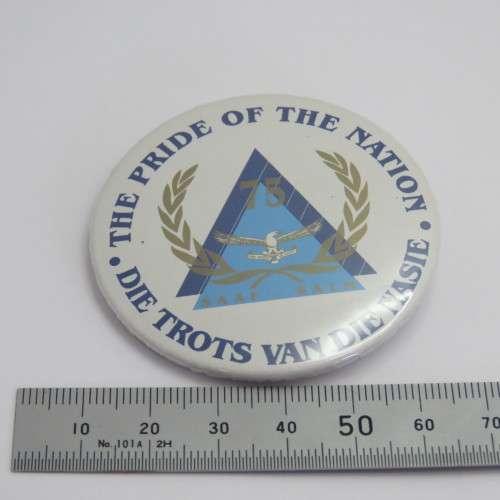 • THE PRIDE OF THE NATION •
75
SAAF SALM
DIE TROTS VAN DIE NASIE
10 20 30 40 50 60 70
No. 101A 2H